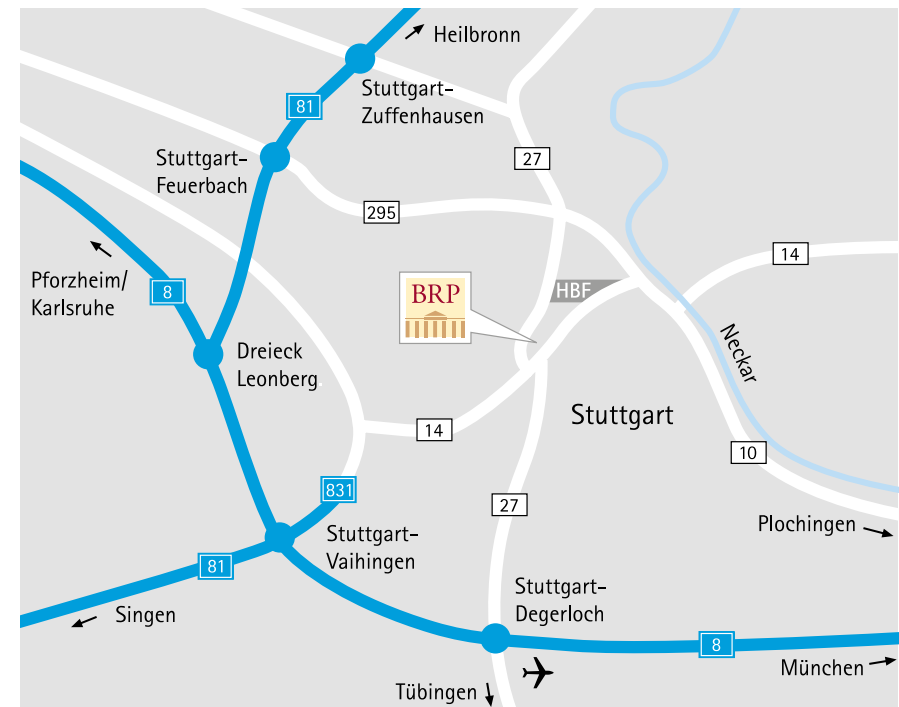 Heilbronn
Stuttgart-
Zuffenhausen
81
Stuttgart-
Feuerbach
27
295
14
Pforzheim/
Karlsruhe
8
BRP
HBF
Neckar
Dreieck
Leonberg
14
Stuttgart
10
831
27
Plochingen
Stuttgart-
Vaihingen
81
Stuttgart-
Degerloch
Singen
8
München
Tübingen